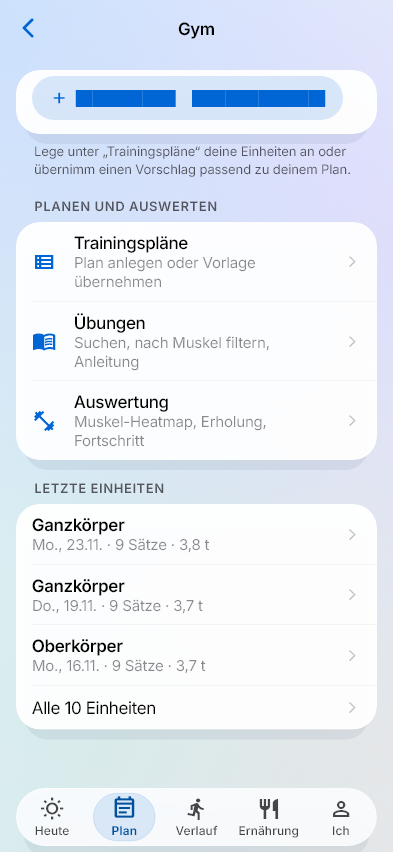 Gym
+
Lege unter „Trainingspläne“ deine Einheiten an oder
übernimm einen Vorschlag passend zu deinem Plan.
PLANEN UND AUSWERTEN
Trainingspläne
Plan anlegen oder Vorlage
übernehmen
Übungen
Suchen, nach Muskel filtern,
Anleitung
Auswertung
Muskel-Heatmap, Erholung,
Fortschritt
LETZTE EINHEITEN
Ganzkörper
Mo., 23.11. · 9 Sätze · 3,8 t
Ganzkörper
Do., 19.11. · 9 Sätze · 3,7 t
Oberkörper
Mo., 16.11. · 9 Sätze · 3,7 t
Alle 10 Einheiten
Heute Plan Verlauf Ernährung Ich